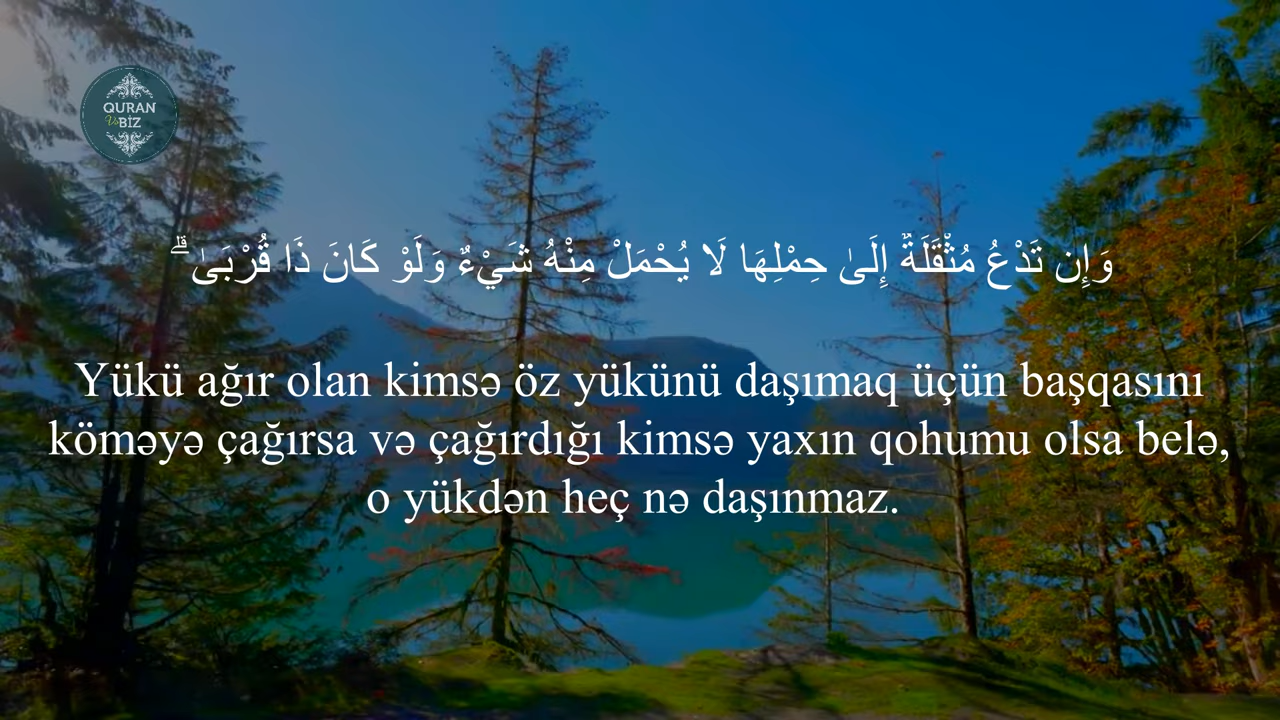 QURAN
Və BİZ
وَإِن تَدْعُ مُثْقَلَةٌ إِلَىٰ حِمْلِهَا لَا يُحْمَلْ مِنْهُ شَيْءٌ وَلَوْ كَانَ ذَا قُرْبَىٰ ۗ
Yükü ağır olan kimsə öz yükünü daşımaq üçün başqasını
köməyə çağırsa və çağırdığı kimsə yaxın qohumu olsa belə,
o yükdən heç nə daşınmaz.